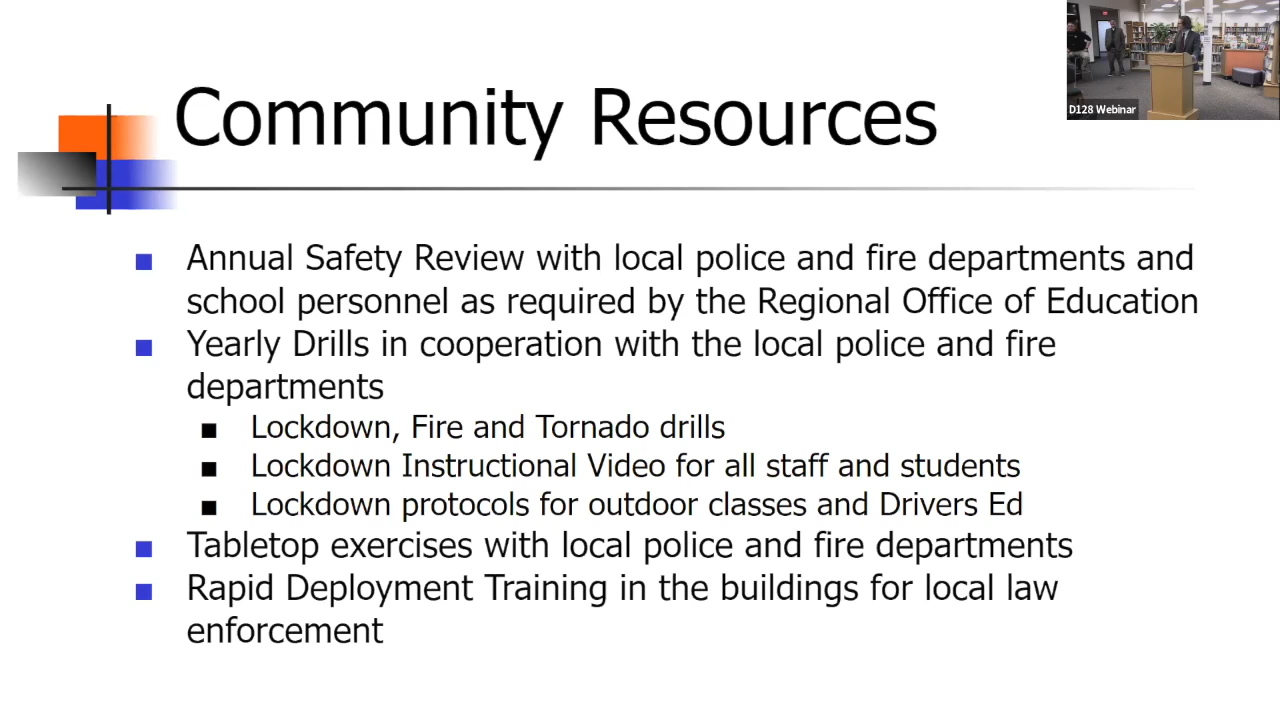 Community Resources
D128 Webinar
■ Annual Safety Review with local police and fire departments and
school personnel as required by the Regional Office of Education
■ Yearly Drills in cooperation with the local police and fire
departments
■ Lockdown, Fire and Tornado drills
■ Lockdown Instructional Video for all staff and students
■ Lockdown protocols for outdoor classes and Drivers Ed
■ Tabletop exercises with local police and fire departments
■ Rapid Deployment Training in the buildings for local law
enforcement